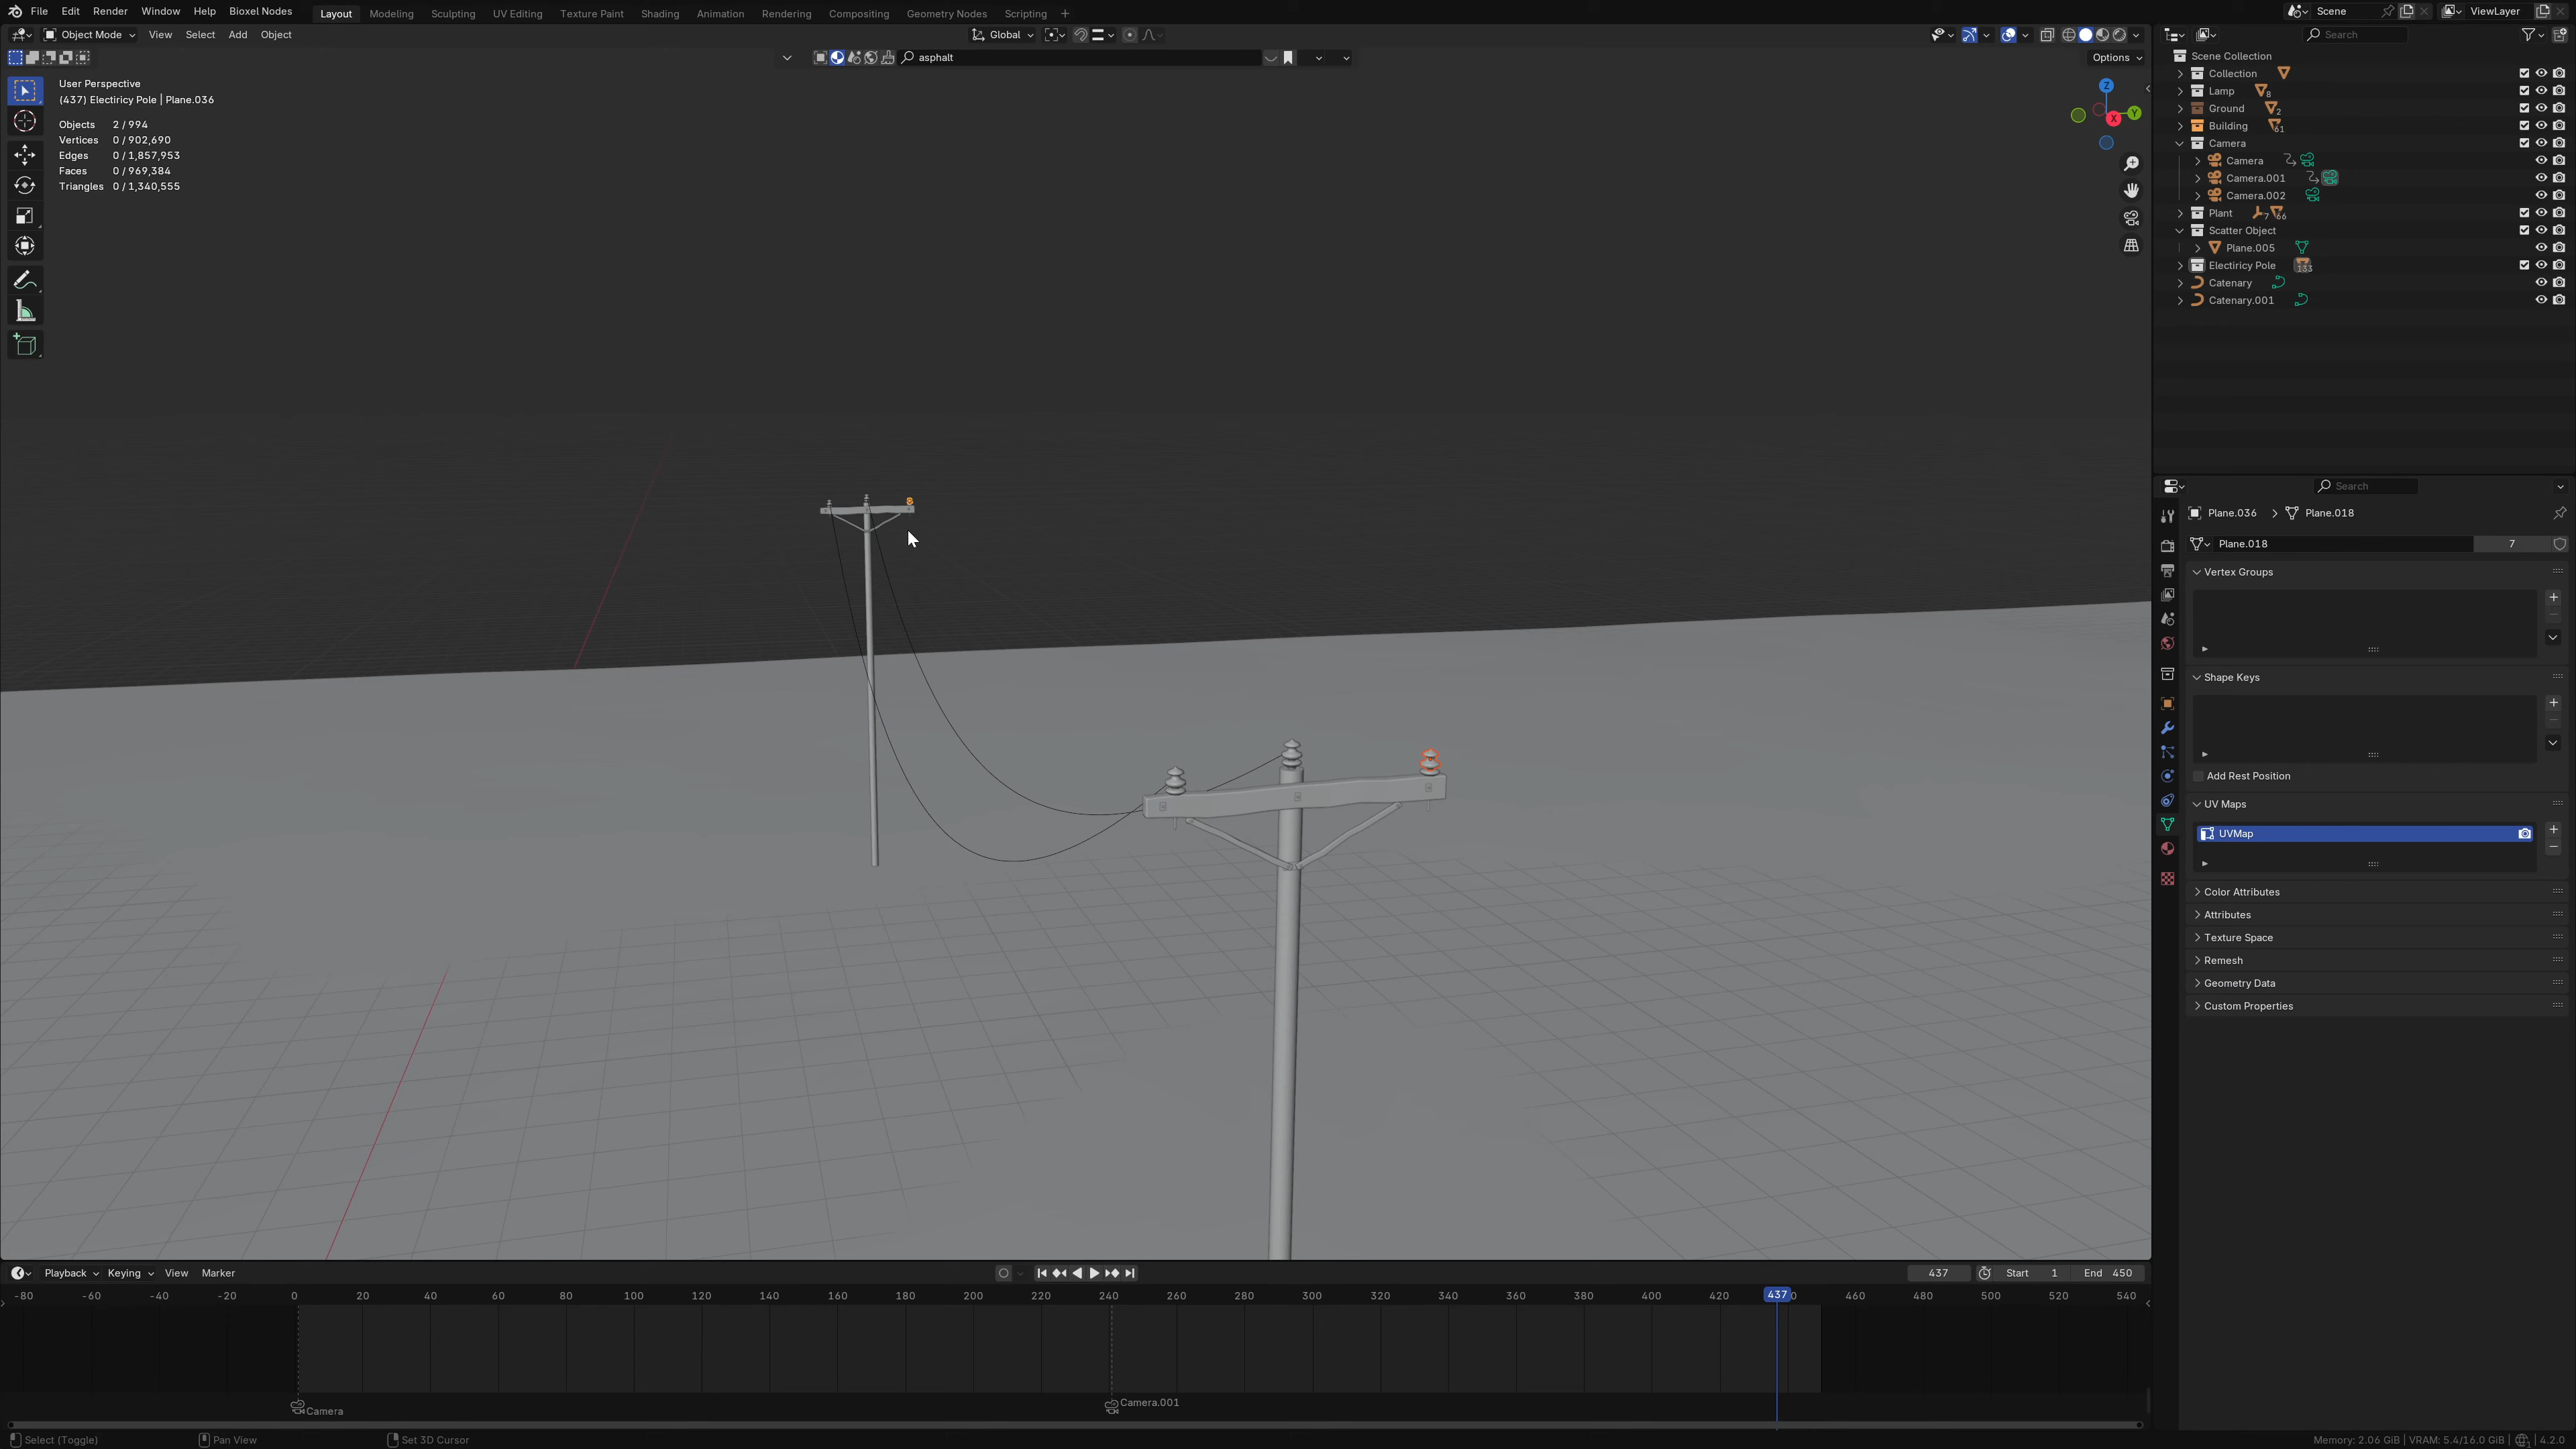 File Edit Render Window Help Bioxel Nodes Layout Modeling Sculpting UV Editing Texture Paint Shading Animation Rendering Compositing Geometry Nodes Scripting + Scene ViewLayer
Object Mode View Select Add Object Global Search
asphalt Options
User Perspective
(437) Electiricy Pole | Plane.036
Objects 2 / 994
Vertices 0 / 902,690
Edges 0 / 1,857,953
Faces 0 / 969,384
Triangles 0 / 1,340,555
Z
Y
X
Scene Collection
Collection
Lamp 8
Ground 2
Building 61
Camera
Camera
Camera.001
Camera.002
Plant 7 66
Scatter Object
Plane.005
Electiricy Pole 133
Catenary
Catenary.001
Search
Plane.036 > Plane.018
Plane.018 7
Vertex Groups
Shape Keys
Add Rest Position
UV Maps
UVMap
Color Attributes
Attributes
Texture Space
Remesh
Geometry Data
Custom Properties
Playback Keying View Marker 437 Start 1 End 450
-80 -60 -40 -20 0 20 40 60 80 100 120 140 160 180 200 220 240 260 280 300 320 340 360 380 400 420 437 460 480 500 520 540
Camera Camera.001
Select (Toggle) Pan View Set 3D Cursor Memory: 2.06 GiB | VRAM: 5.4/16.0 GiB | 4.2.0